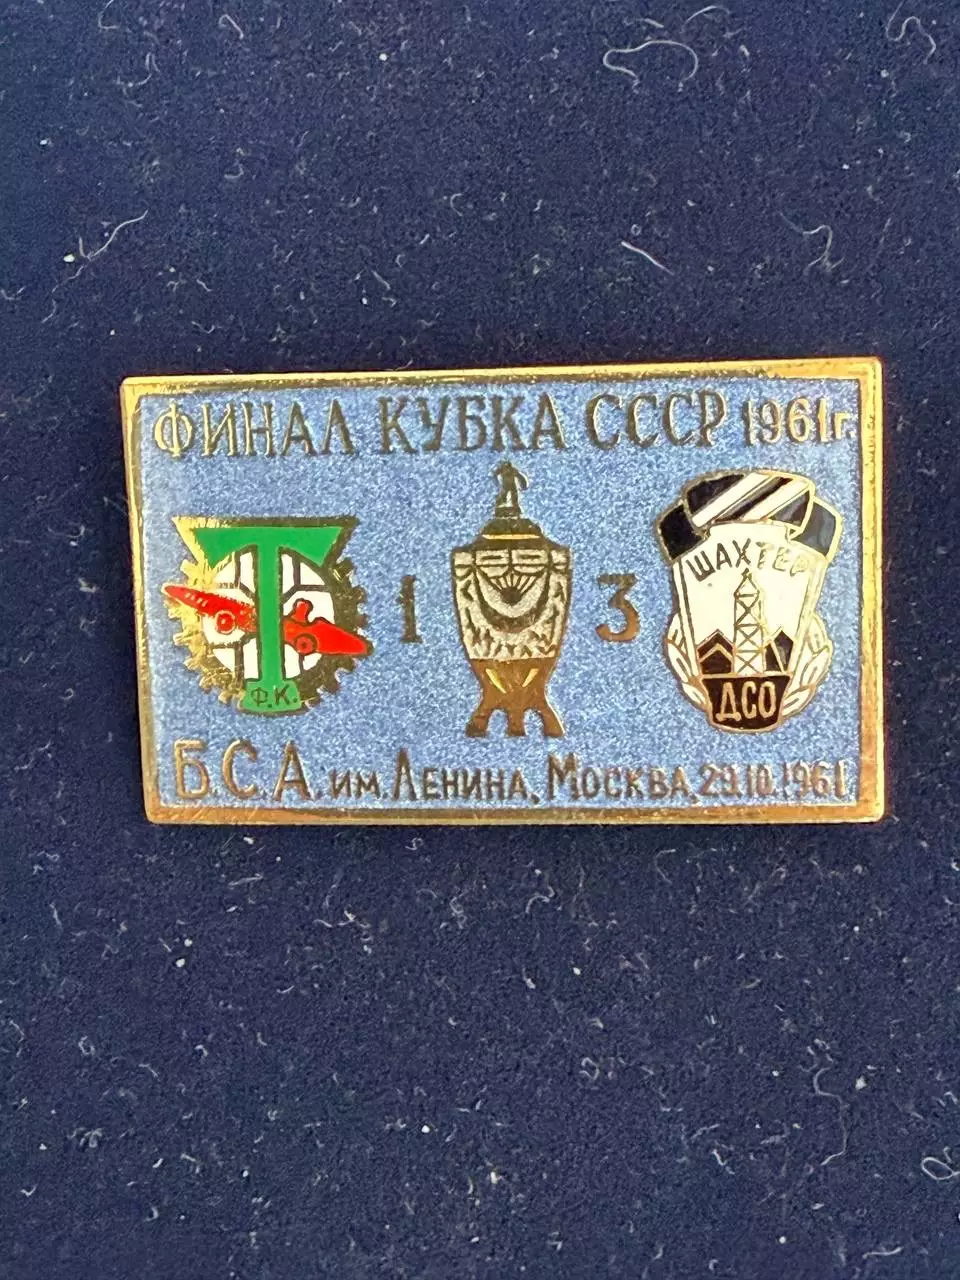 ФИНАЛ КУБКА СССР 1961г.
Т
Ф.К.
1 3
ШАХТЕР
ДСО
Б.С.А. им. Ленина, Москва, 29.10.1961